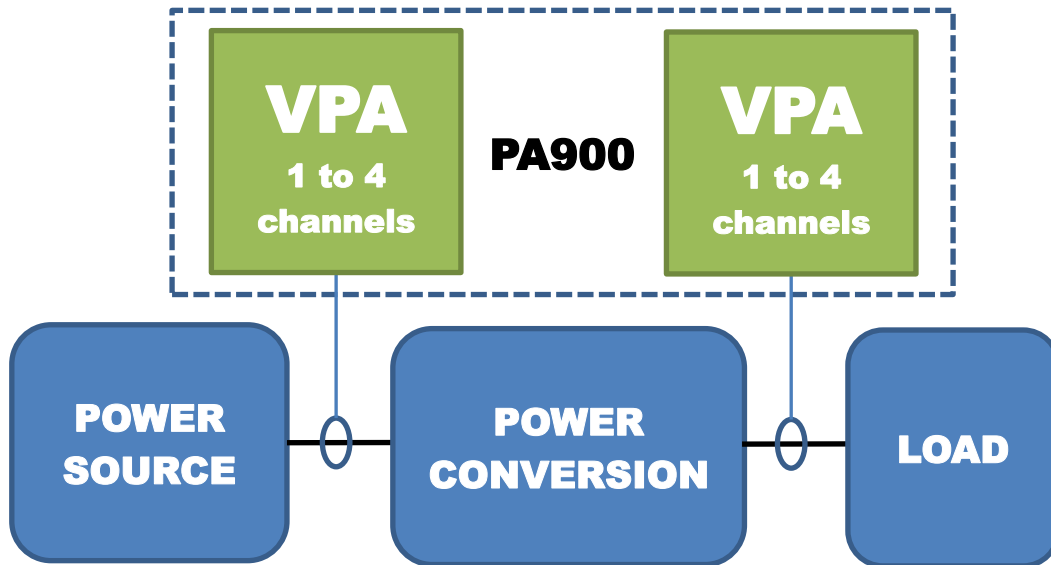 VPA
1 to 4
channels
PA900
VPA
1 to 4
channels
POWER
SOURCE
POWER
CONVERSION
LOAD